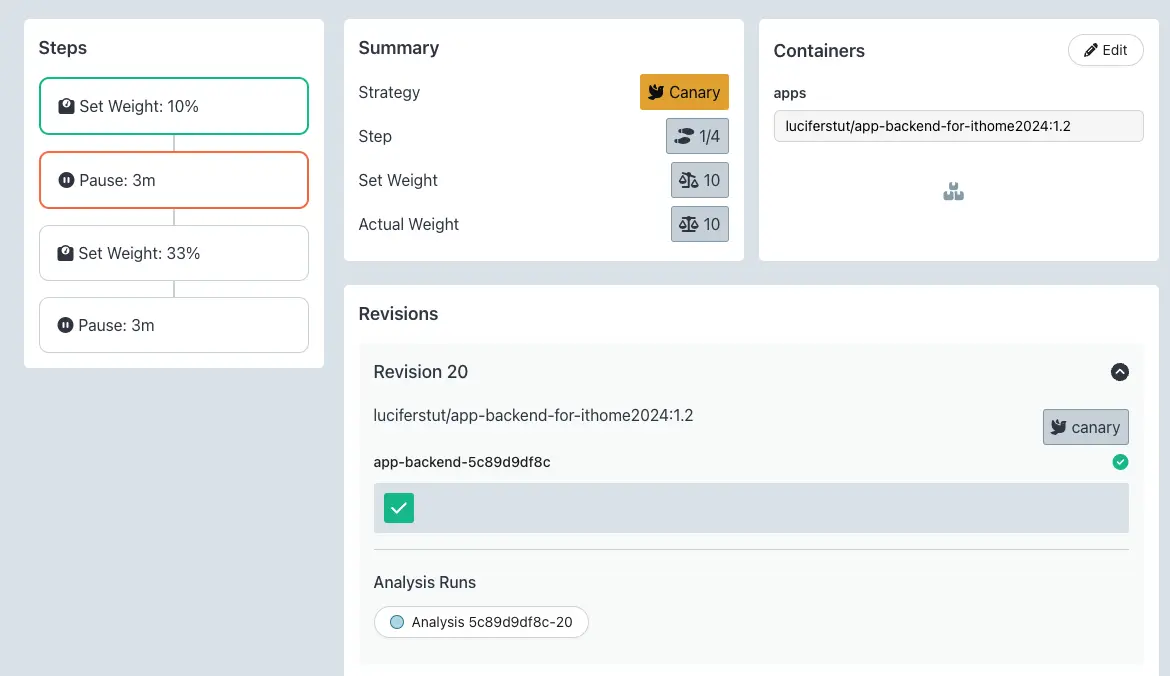 Steps
Set Weight: 10%
Pause: 3m
Set Weight: 33%
Pause: 3m
Summary
Strategy
Canary
Step
1/4
Set Weight
10
Actual Weight
10
Containers
Edit
apps
luciferstut/app-backend-for-ithome2024:1.2
Revisions
Revision 20
luciferstut/app-backend-for-ithome2024:1.2
canary
app-backend-5c89d9df8c
Analysis Runs
Analysis 5c89d9df8c-20